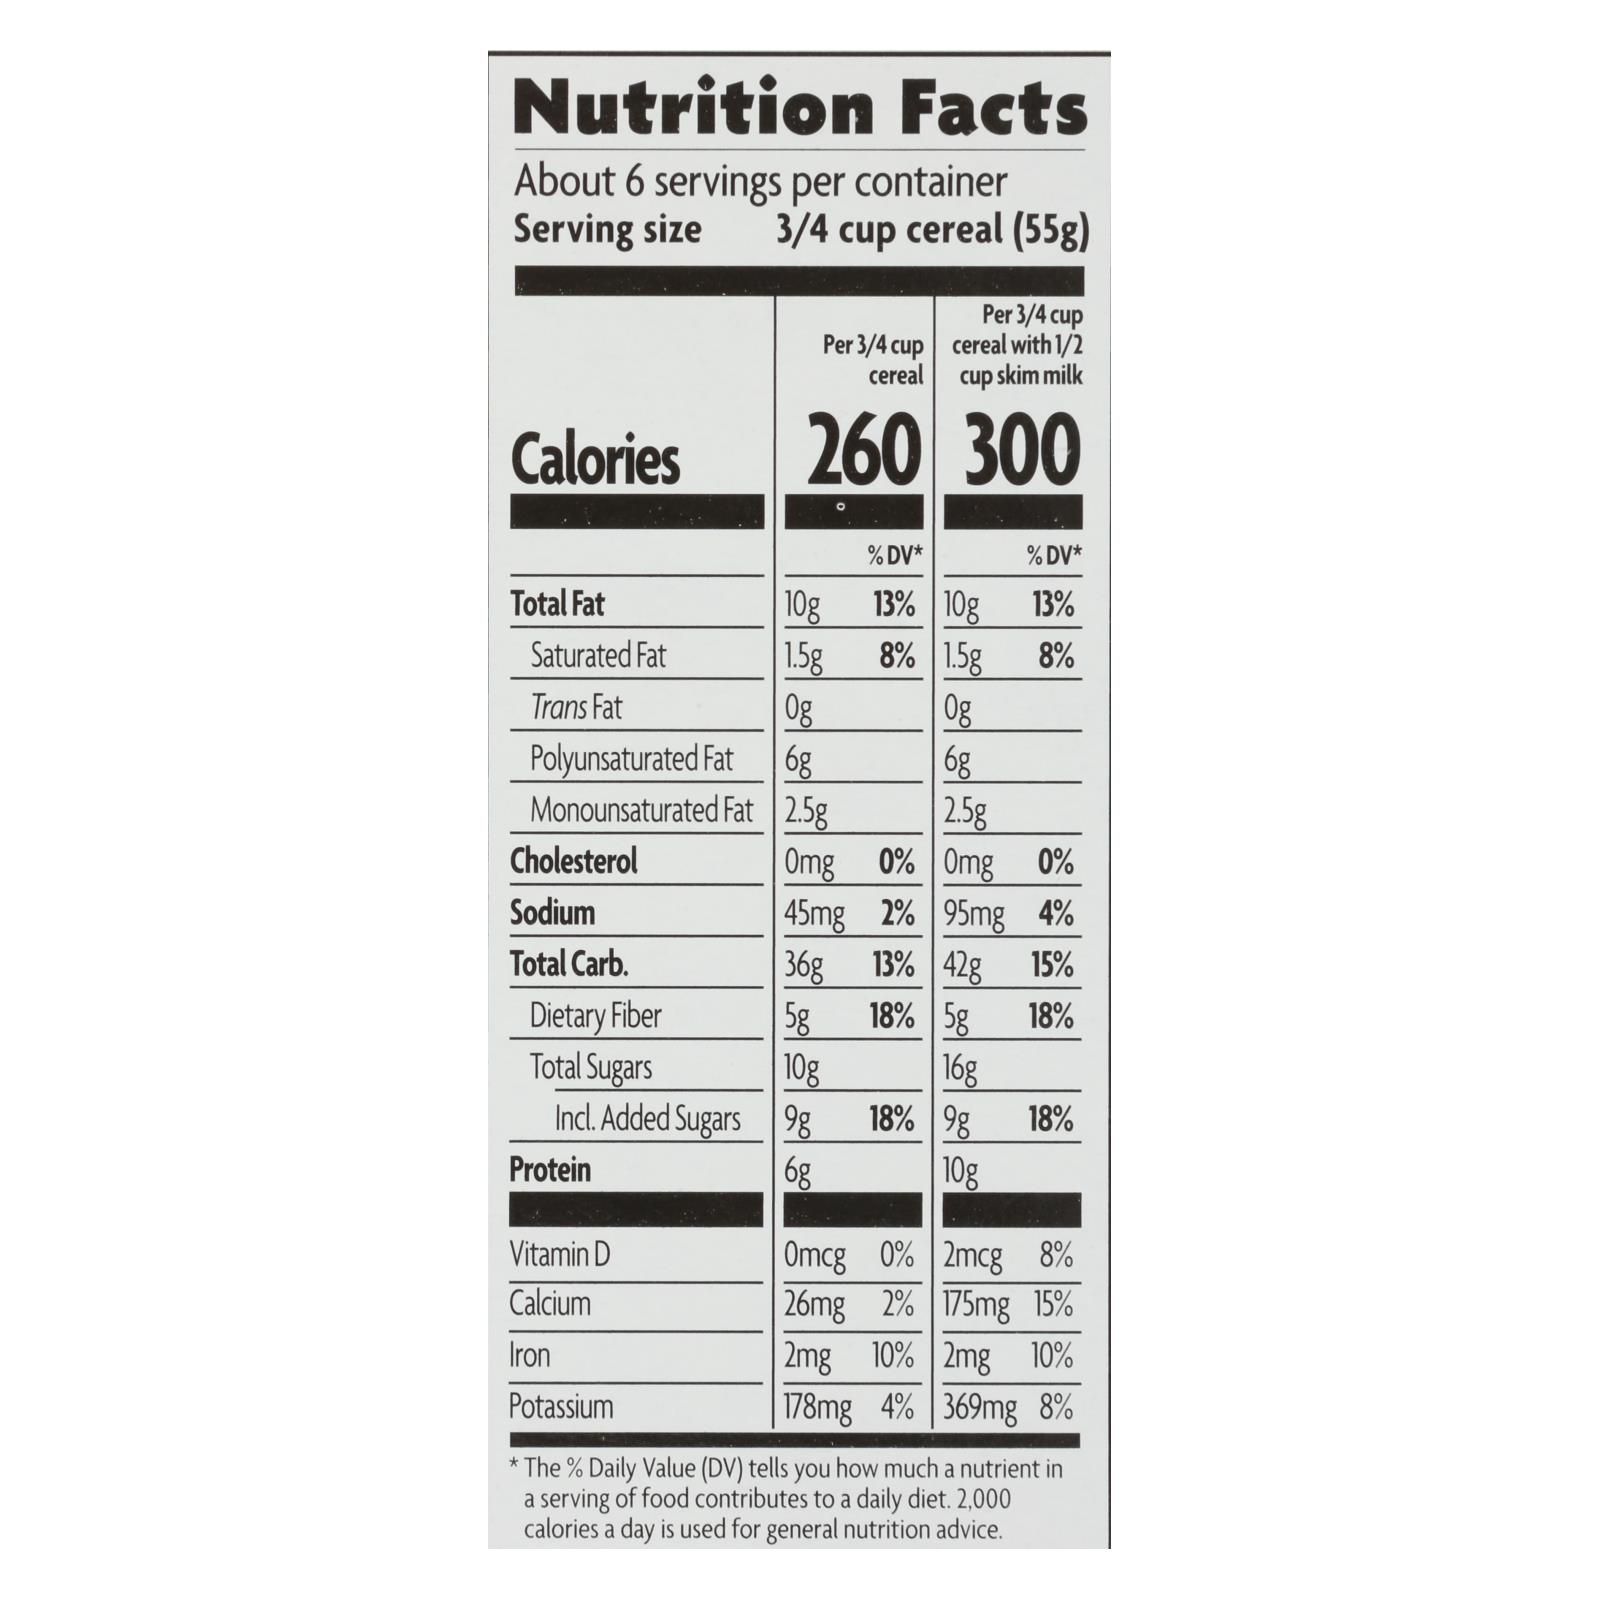 Nutrition Facts
About 6 servings per container
Serving size 3/4 cup cereal (55g)
Per 3/4 cup cereal
Per 3/4 cup cereal with 1/2 cup skim milk
Calories 260 300
% DV* % DV*
Total Fat 10g 13% 10g 13%
Saturated Fat 1.5g 8% 1.5g 8%
Trans Fat 0g 0g
Polyunsaturated Fat 6g 6g
Monounsaturated Fat 2.5g 2.5g
Cholesterol 0mg 0% 0mg 0%
Sodium 45mg 2% 95mg 4%
Total Carb. 36g 13% 42g 15%
Dietary Fiber 5g 18% 5g 18%
Total Sugars 10g 16g
Incl. Added Sugars 9g 18% 9g 18%
Protein 6g 10g
Vitamin D 0mcg 0% 2mcg 8%
Calcium 26mg 2% 175mg 15%
Iron 2mg 10% 2mg 10%
Potassium 178mg 4% 369mg 8%
* The % Daily Value (DV) tells you how much a nutrient in
a serving of food contributes to a daily diet. 2,000
calories a day is used for general nutrition advice.